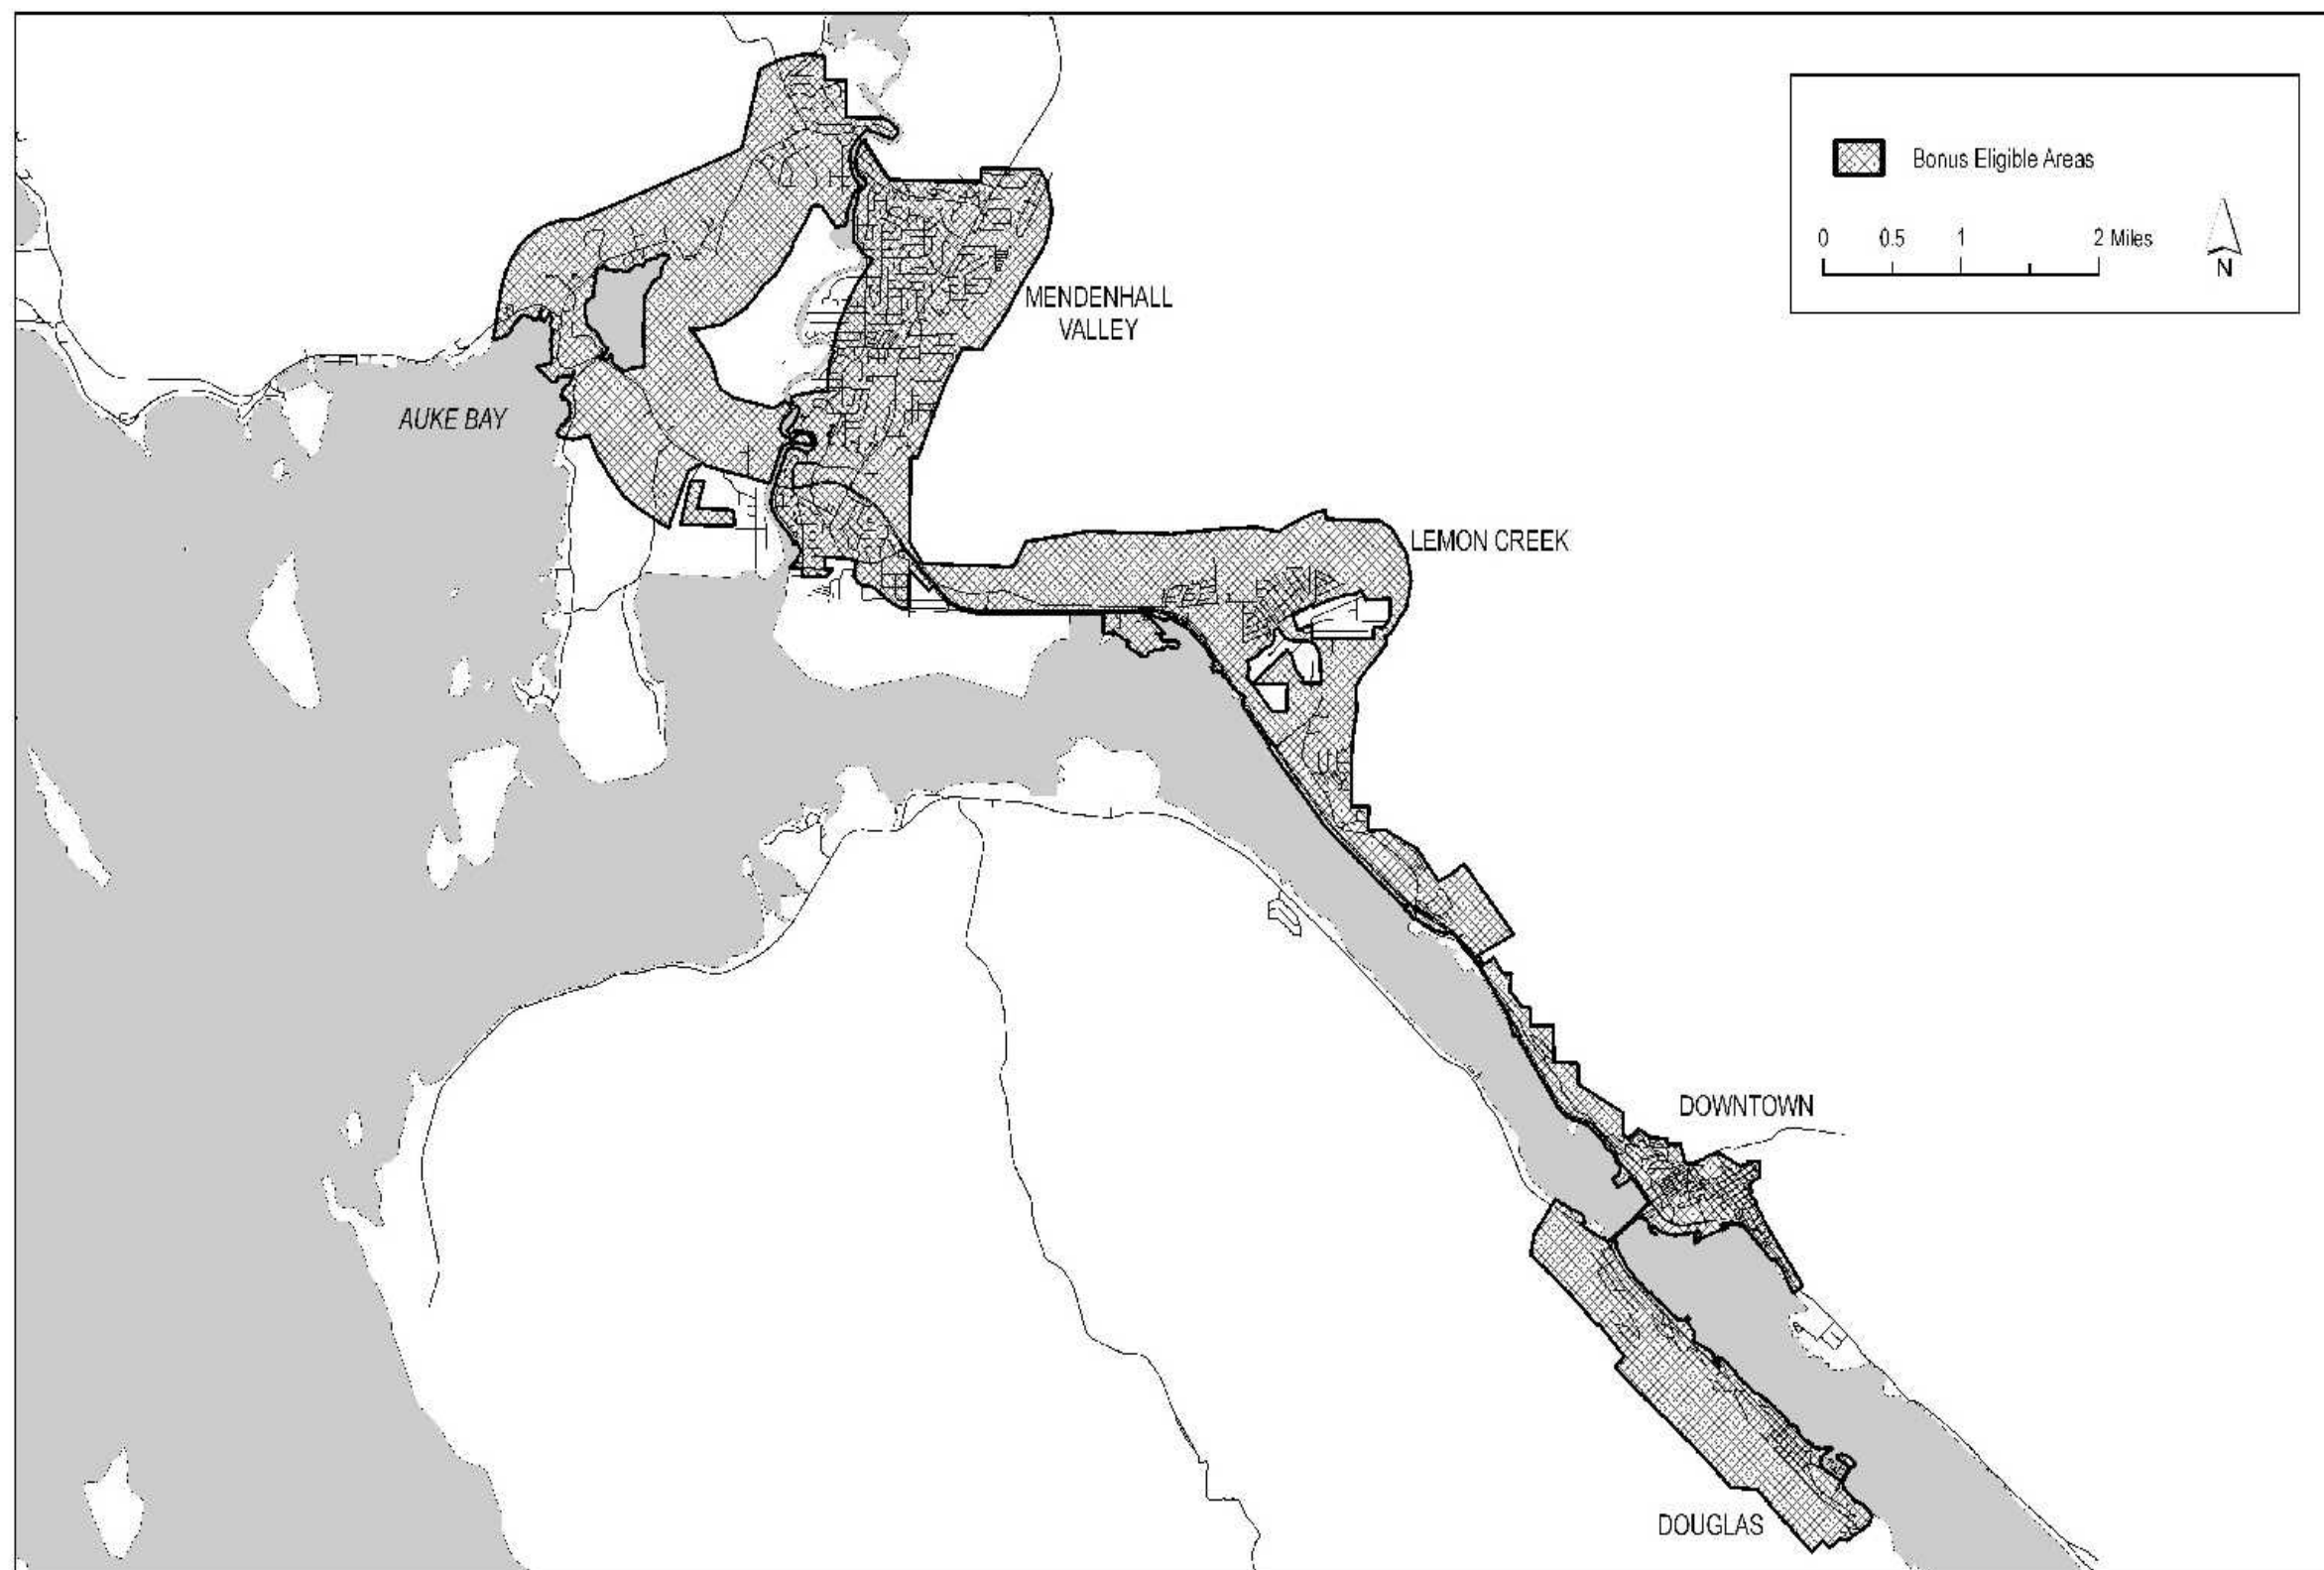 Bonus Eligible Areas
0 0.5 1 2 Miles
N
MENDENHALL
VALLEY
AUKE BAY
LEMON CREEK
DOWNTOWN
DOUGLAS